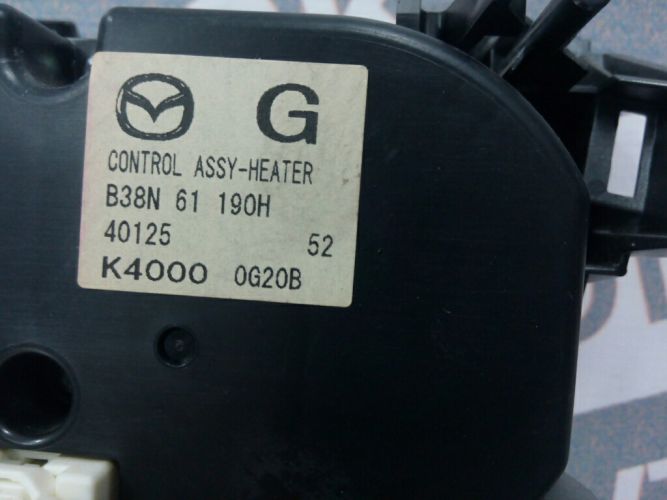 G
CONTROL ASSY-HEATER
B38N 61 190H
40125 52
K4000 0G20B